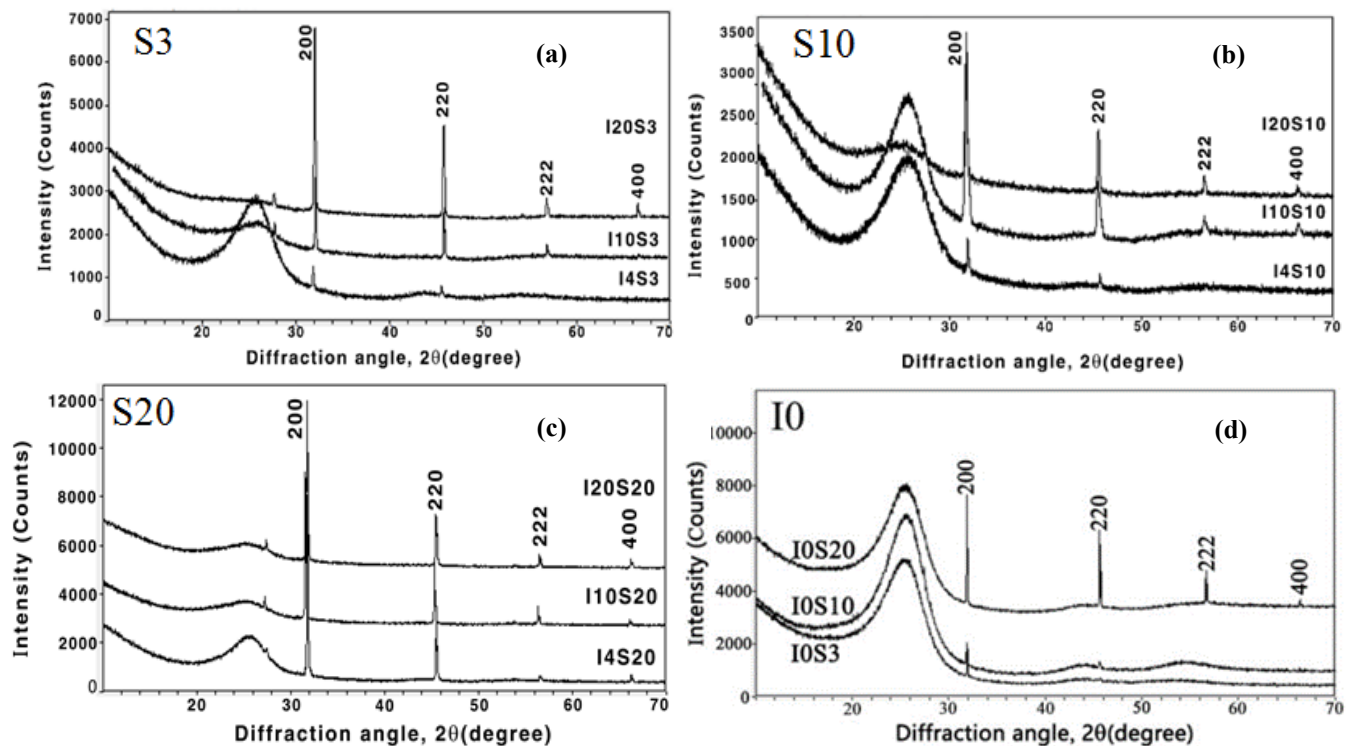 S3
(a)
Intensity (Counts)
7000
6000
5000
4000
3000
2000
1000
0
200
220
222
400
I20S3
I10S3
I4S3
20 30 40 50 60 70
Diffraction angle, 2θ(degree)
S10
(b)
Intensity (Counts)
3500
3000
2500
2000
1500
1000
500
0
200
220
222
400
I20S10
I10S10
I4S10
20 30 40 50 60 70
Diffraction angle, 2θ(degree)
S20
(c)
Intensity (Counts)
12000
10000
8000
6000
4000
2000
0
200
220
222
400
I20S20
I10S20
I4S20
20 30 40 50 60 70
Diffraction angle, 2θ(degree)
I0
(d)
Intensity (Counts)
10000
8000
6000
4000
2000
0
200
220
222
400
I0S20
I0S10
I0S3
20 30 40 50 60 70
Diffraction angle, 2θ(degree)